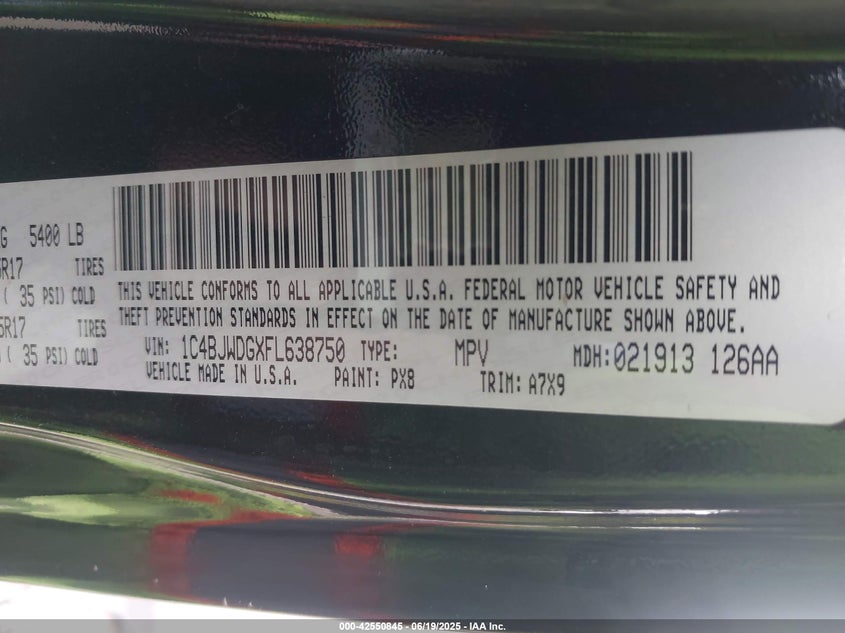 G 5400 LB
5R17 TIRES
( 35 PSI) COLD
5R17 TIRES
( 35 PSI) COLD
THIS VEHICLE CONFORMS TO ALL APPLICABLE U.S.A. FEDERAL MOTOR VEHICLE SAFETY AND
THEFT PREVENTION STANDARDS IN EFFECT ON THE DATE OF MANUFACTURE SHOWN ABOVE.
VIN: 1C4BJWDGXFL638750 TYPE: MPV MDH:021913 126AA
VEHICLE MADE IN U.S.A. PAINT: PX8 TRIM: A7X9
000-42550845 - 06/19/2025 - IAA Inc.